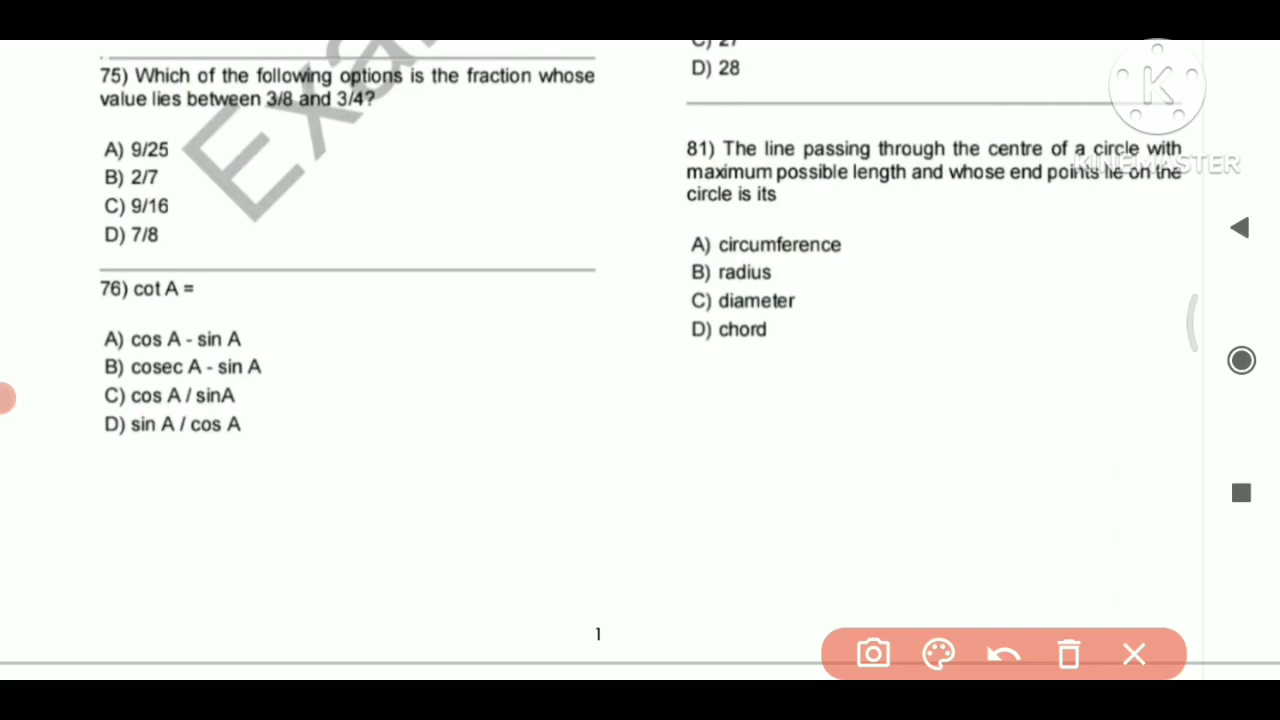 75) Which of the following options is the fraction whose
value lies between 3/8 and 3/4?
A) 9/25
B) 2/7
C) 9/16
D) 7/8
76) cot A =
A) cos A - sin A
B) cosec A - sin A
C) cos A / sinA
D) sin A / cos A
C) 27
D) 28
81) The line passing through the centre of a circle with
maximum possible length and whose end points lie on the
circle is its
A) circumference
B) radius
C) diameter
D) chord
1
Exa
K
KINEMASTER